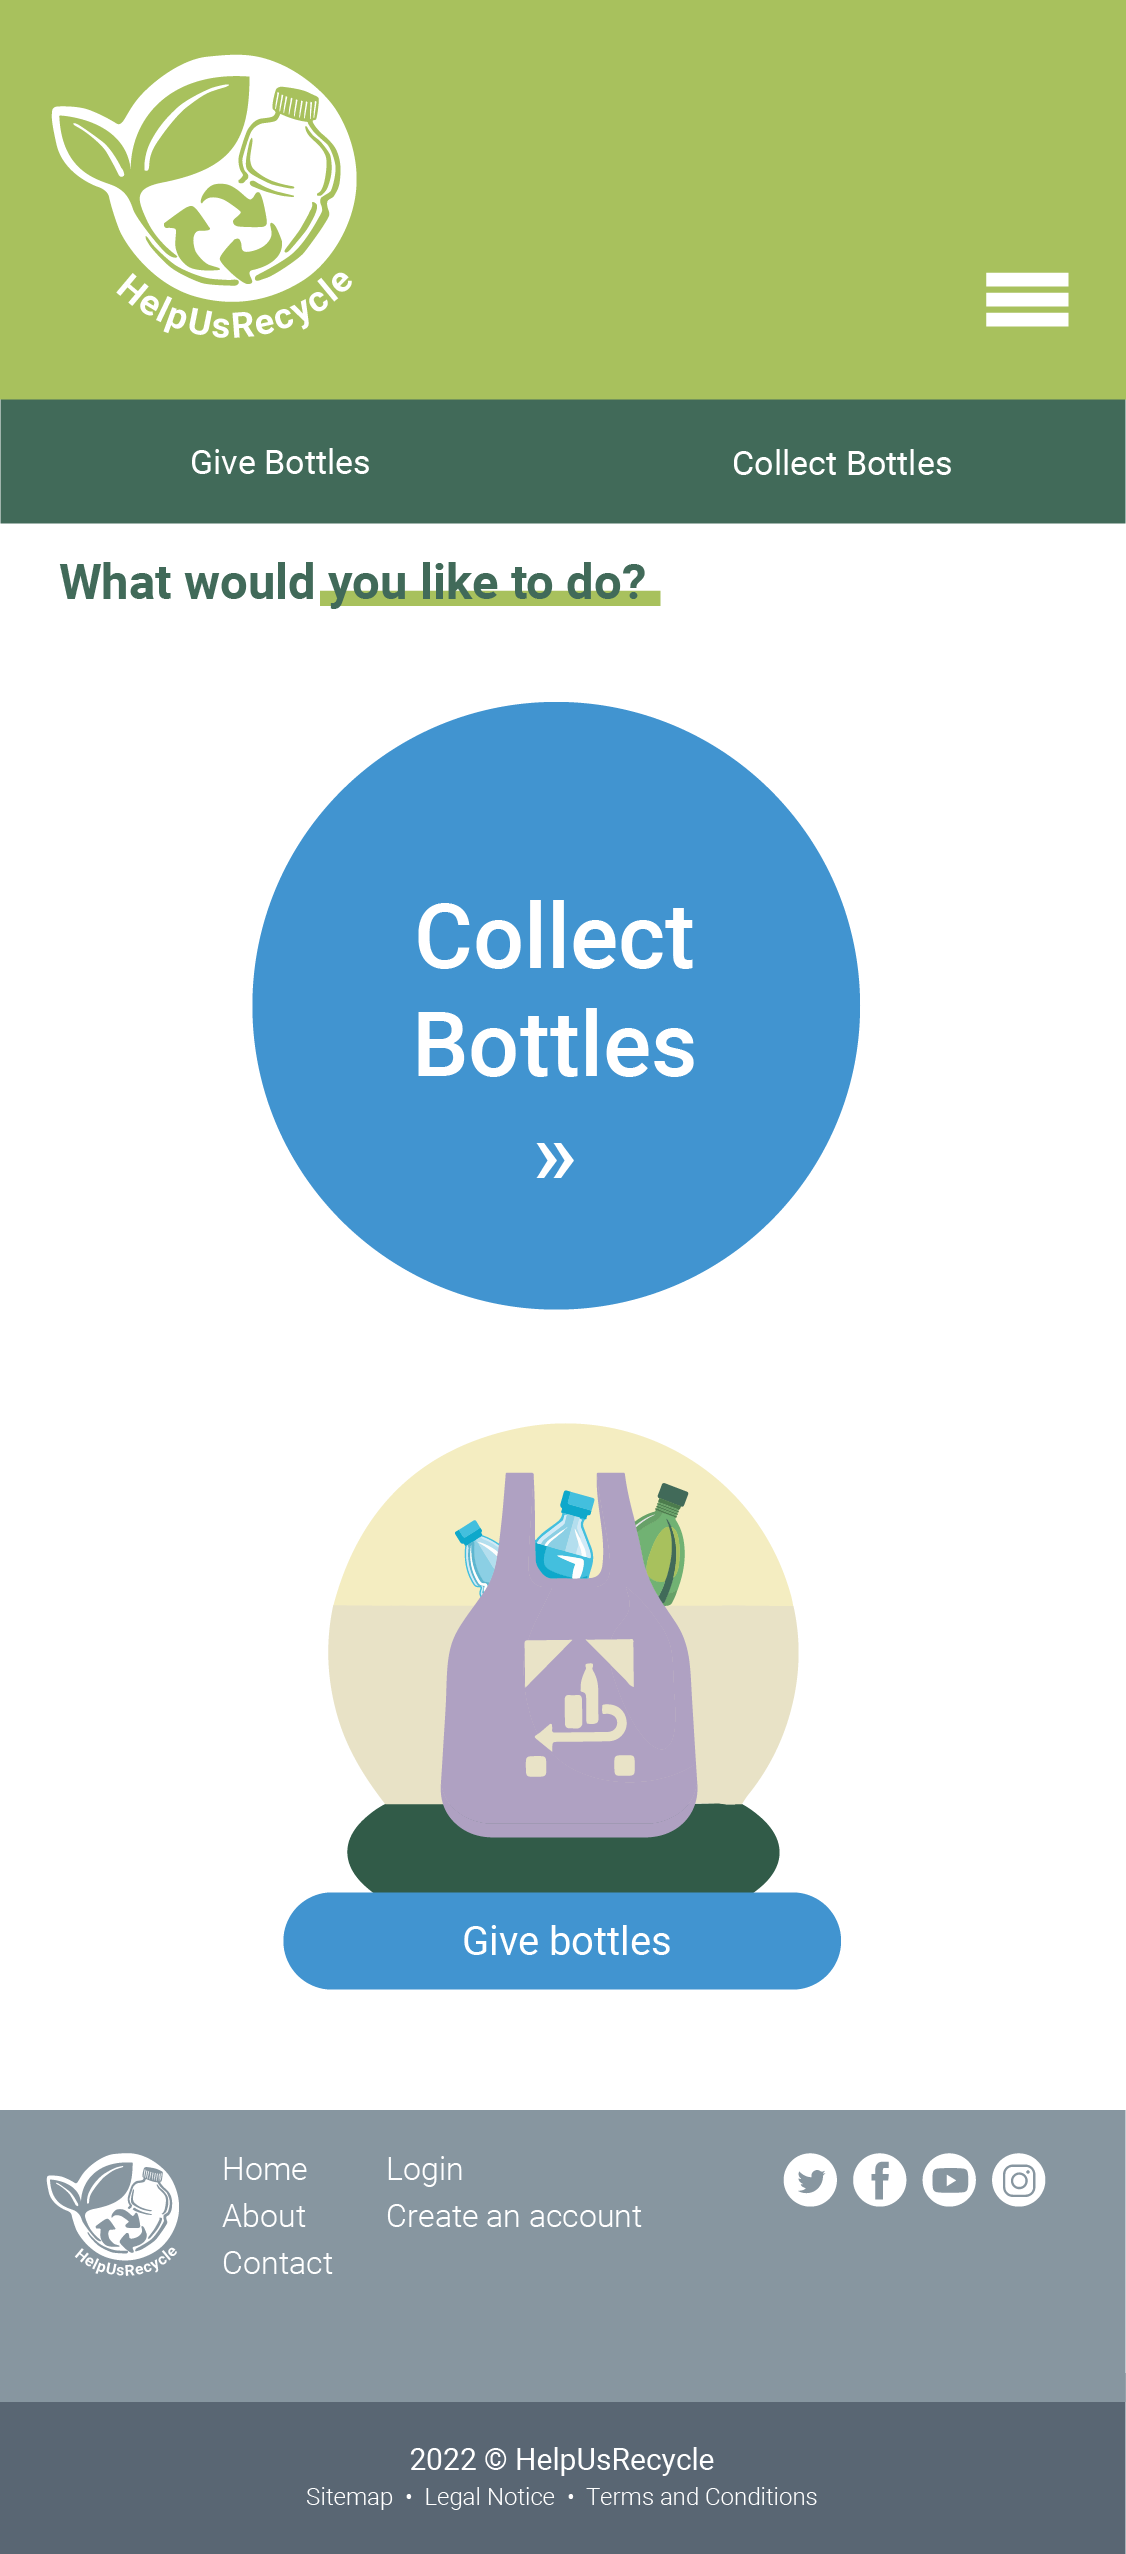 HelpUsRecycle
Give Bottles
Collect Bottles
What would you like to do?
Collect
Bottles
»
Give bottles
HelpUsRecycle
Home
About
Contact
Login
Create an account
2022 © HelpUsRecycle
Sitemap • Legal Notice • Terms and Conditions